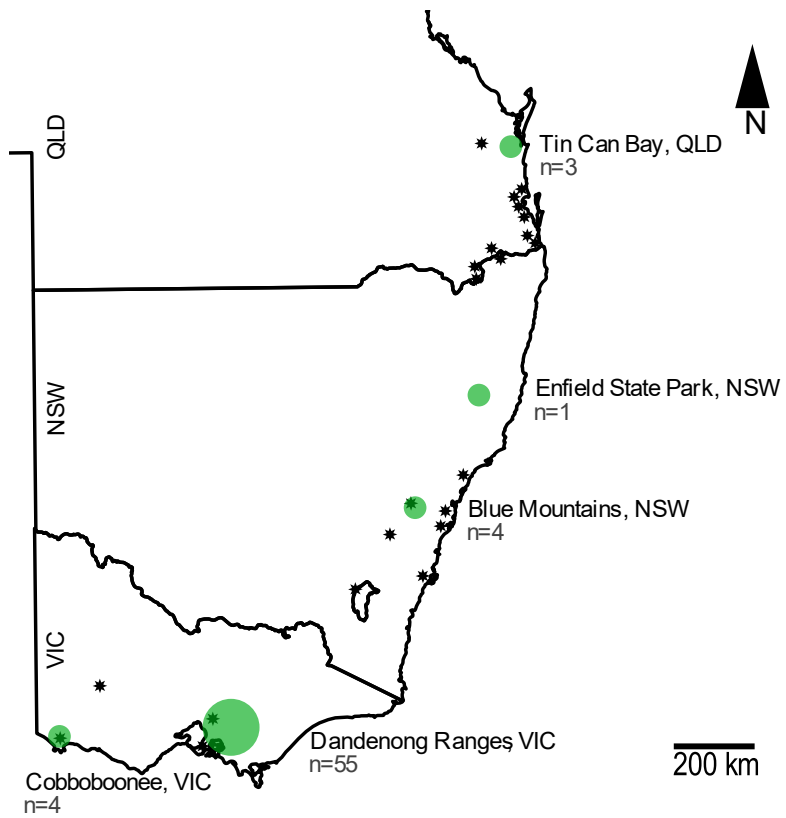 QLD
N
Tin Can Bay, QLD
n=3
NSW
Enfield State Park, NSW
n=1
Blue Mountains, NSW
n=4
VIC
Dandenong Ranges, VIC
n=55
200 km
Cobboboonee, VIC
n=4